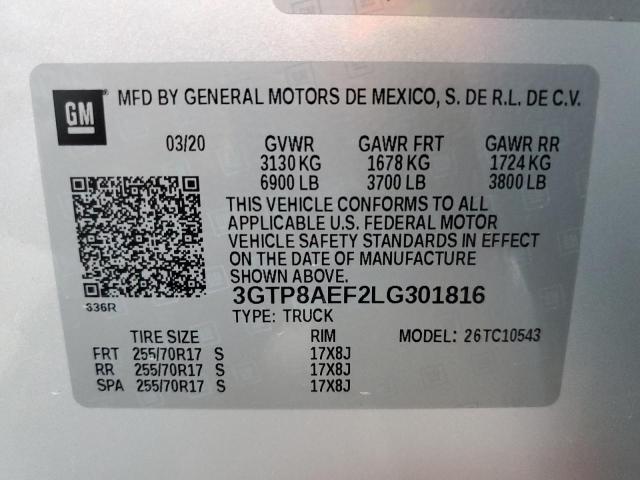 GM MFD BY GENERAL MOTORS DE MEXICO, S. DE R.L. DE C.V.
03/20 GVWR GAWR FRT GAWR RR
3130 KG 1678 KG 1724 KG
6900 LB 3700 LB 3800 LB
THIS VEHICLE CONFORMS TO ALL
APPLICABLE U.S. FEDERAL MOTOR
VEHICLE SAFETY STANDARDS IN EFFECT
ON THE DATE OF MANUFACTURE
SHOWN ABOVE.
3GTP8AEF2LG301816
336R
TYPE: TRUCK
TIRE SIZE RIM MODEL: 26TC10543
FRT 255/70R17 S 17X8J
RR 255/70R17 S 17X8J
SPA 255/70R17 S 17X8J